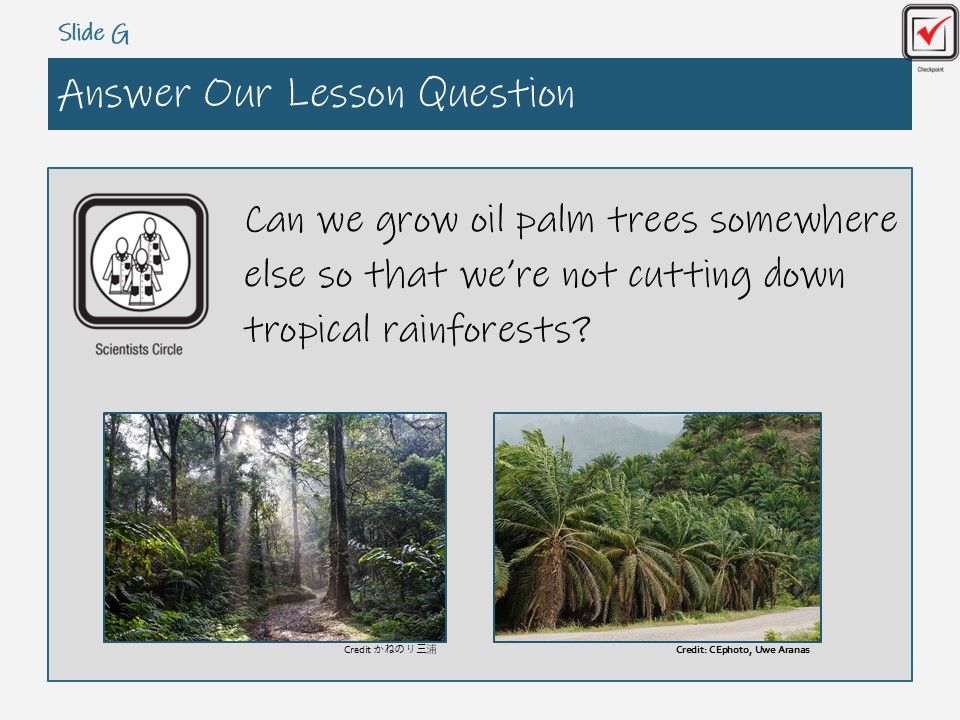 Slide G
Checkpoint
Answer Our Lesson Question
Can we grow oil palm trees somewhere
else so that we're not cutting down
tropical rainforests?
Scientists Circle
Credit かねのり三浦
Credit: CEphoto, Uwe Aranas